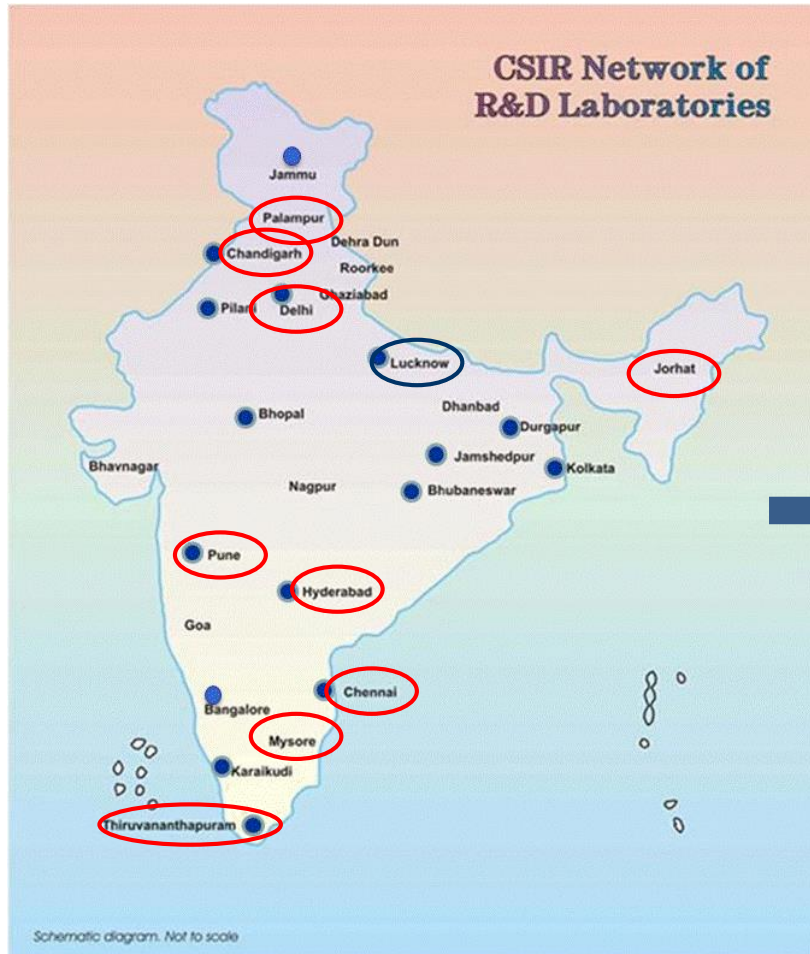 CSIR Network of
R&D Laboratories
Jammu
Palampur
Dehra Dun
Chandigarh
Roorkee
Ghaziabad
Pilani
Delhi
Lucknow
Jorhat
Dhanbad
Bhopal
Durgapur
Jamshedpur
Bhavnagar
Kolkata
Nagpur
Bhubaneswar
Pune
Hyderabad
Goa
Chennai
Bangalore
Mysore
Karaikudi
Thiruvananthapuram
Schematic diagram. Not to scale